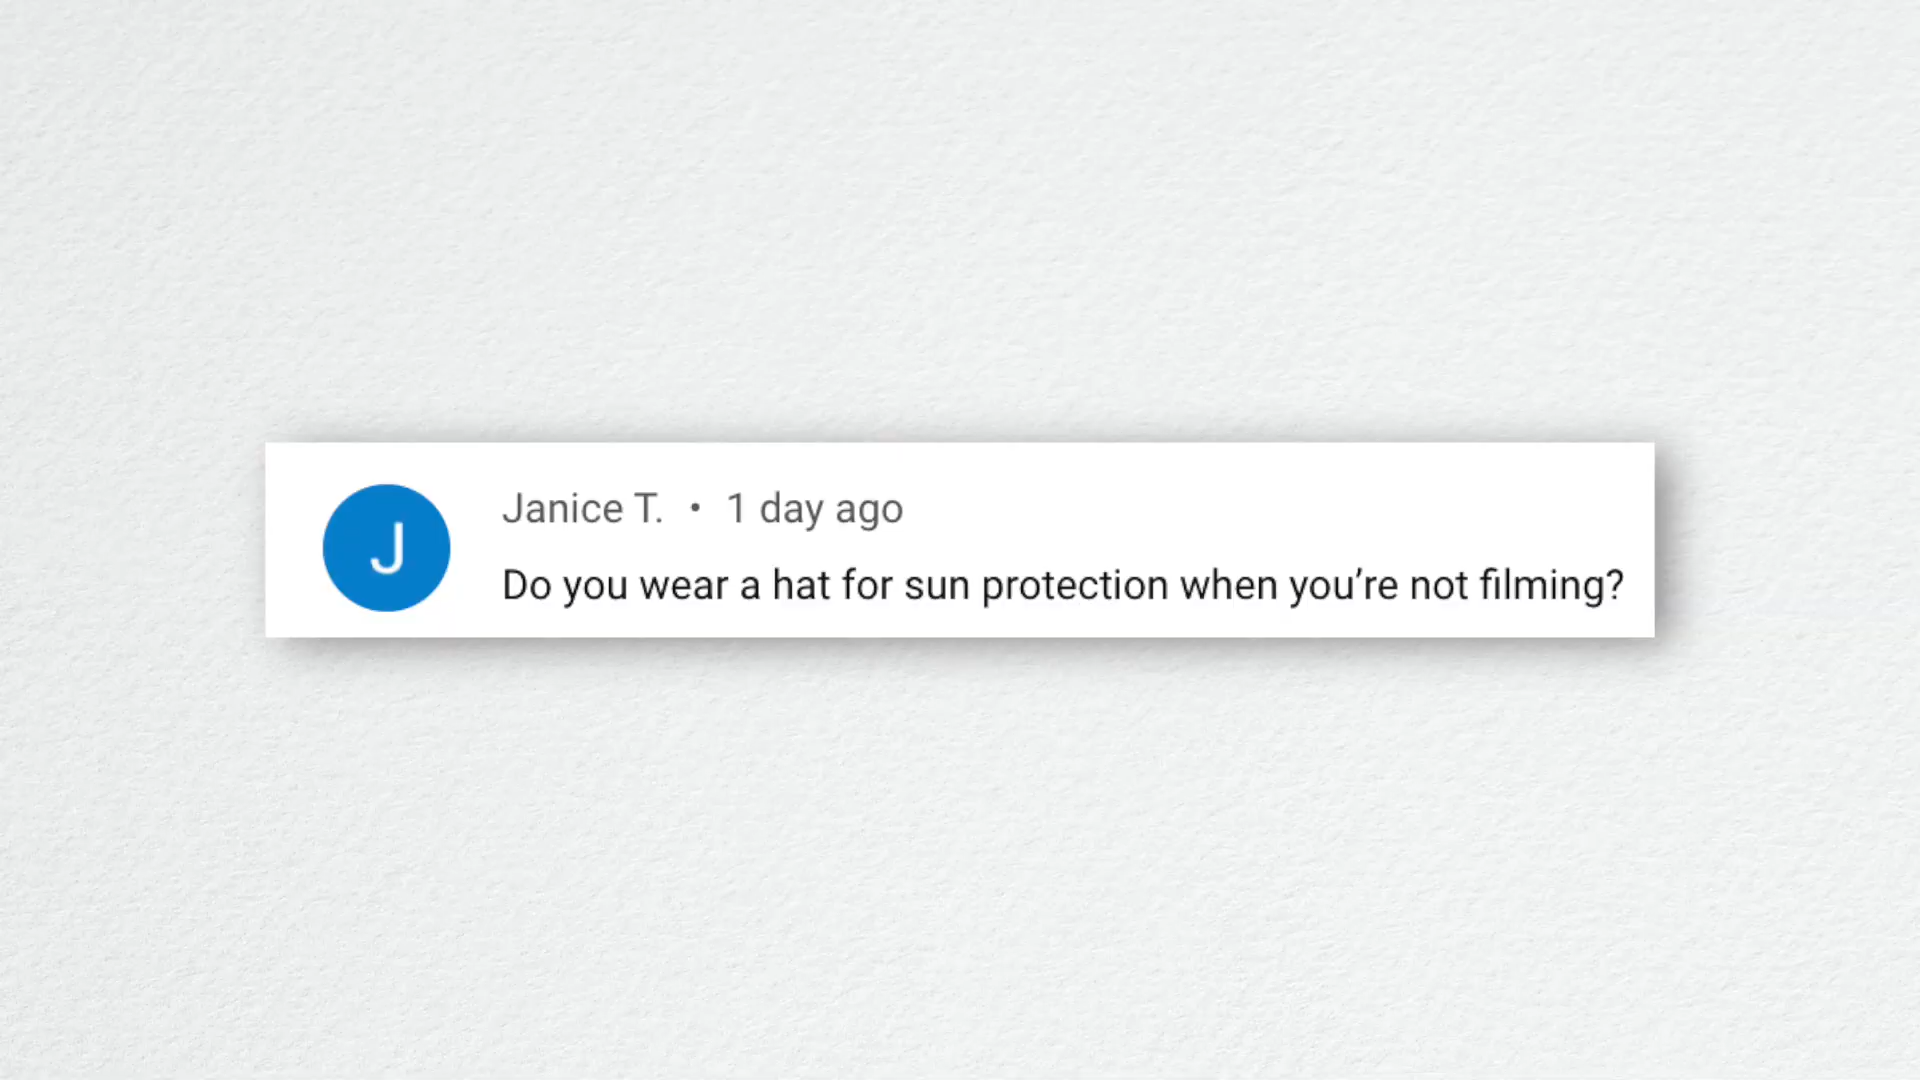 J
Janice T. • 1 day ago
Do you wear a hat for sun protection when you’re not filming?